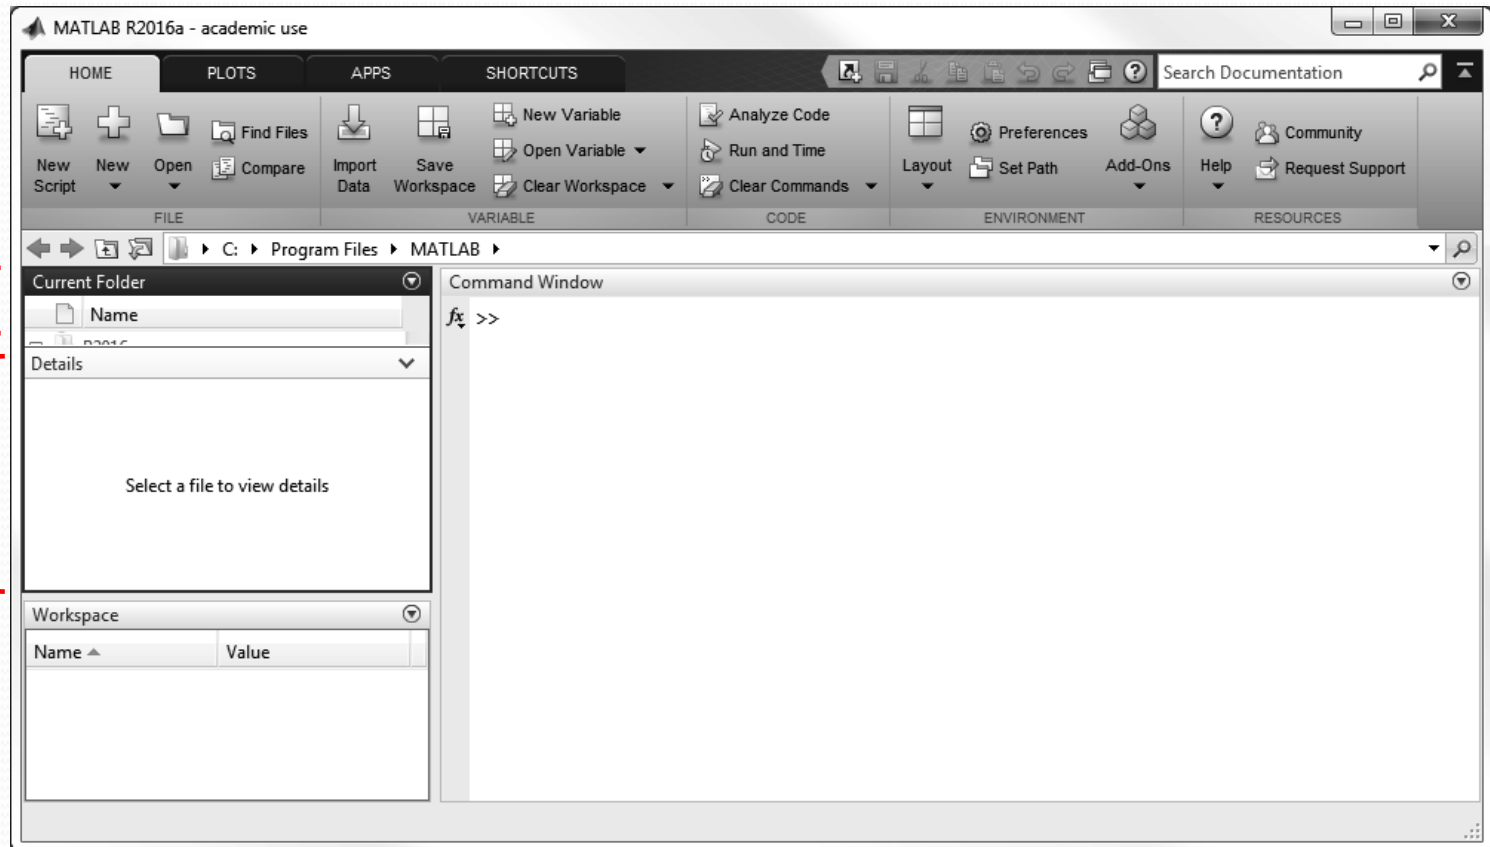 MATLAB R2016a - academic use
HOME PLOTS APPS SHORTCUTS Search Documentation
New Script New Open Find Files Compare Import Data Save Workspace New Variable Open Variable Clear Workspace Analyze Code Run and Time Clear Commands Layout Preferences Set Path Add-Ons Help Community Request Support
FILE VARIABLE CODE ENVIRONMENT RESOURCES
C: Program Files MATLAB
Current Folder
Name
Details
Select a file to view details
Workspace
Name Value
Command Window
fx >>